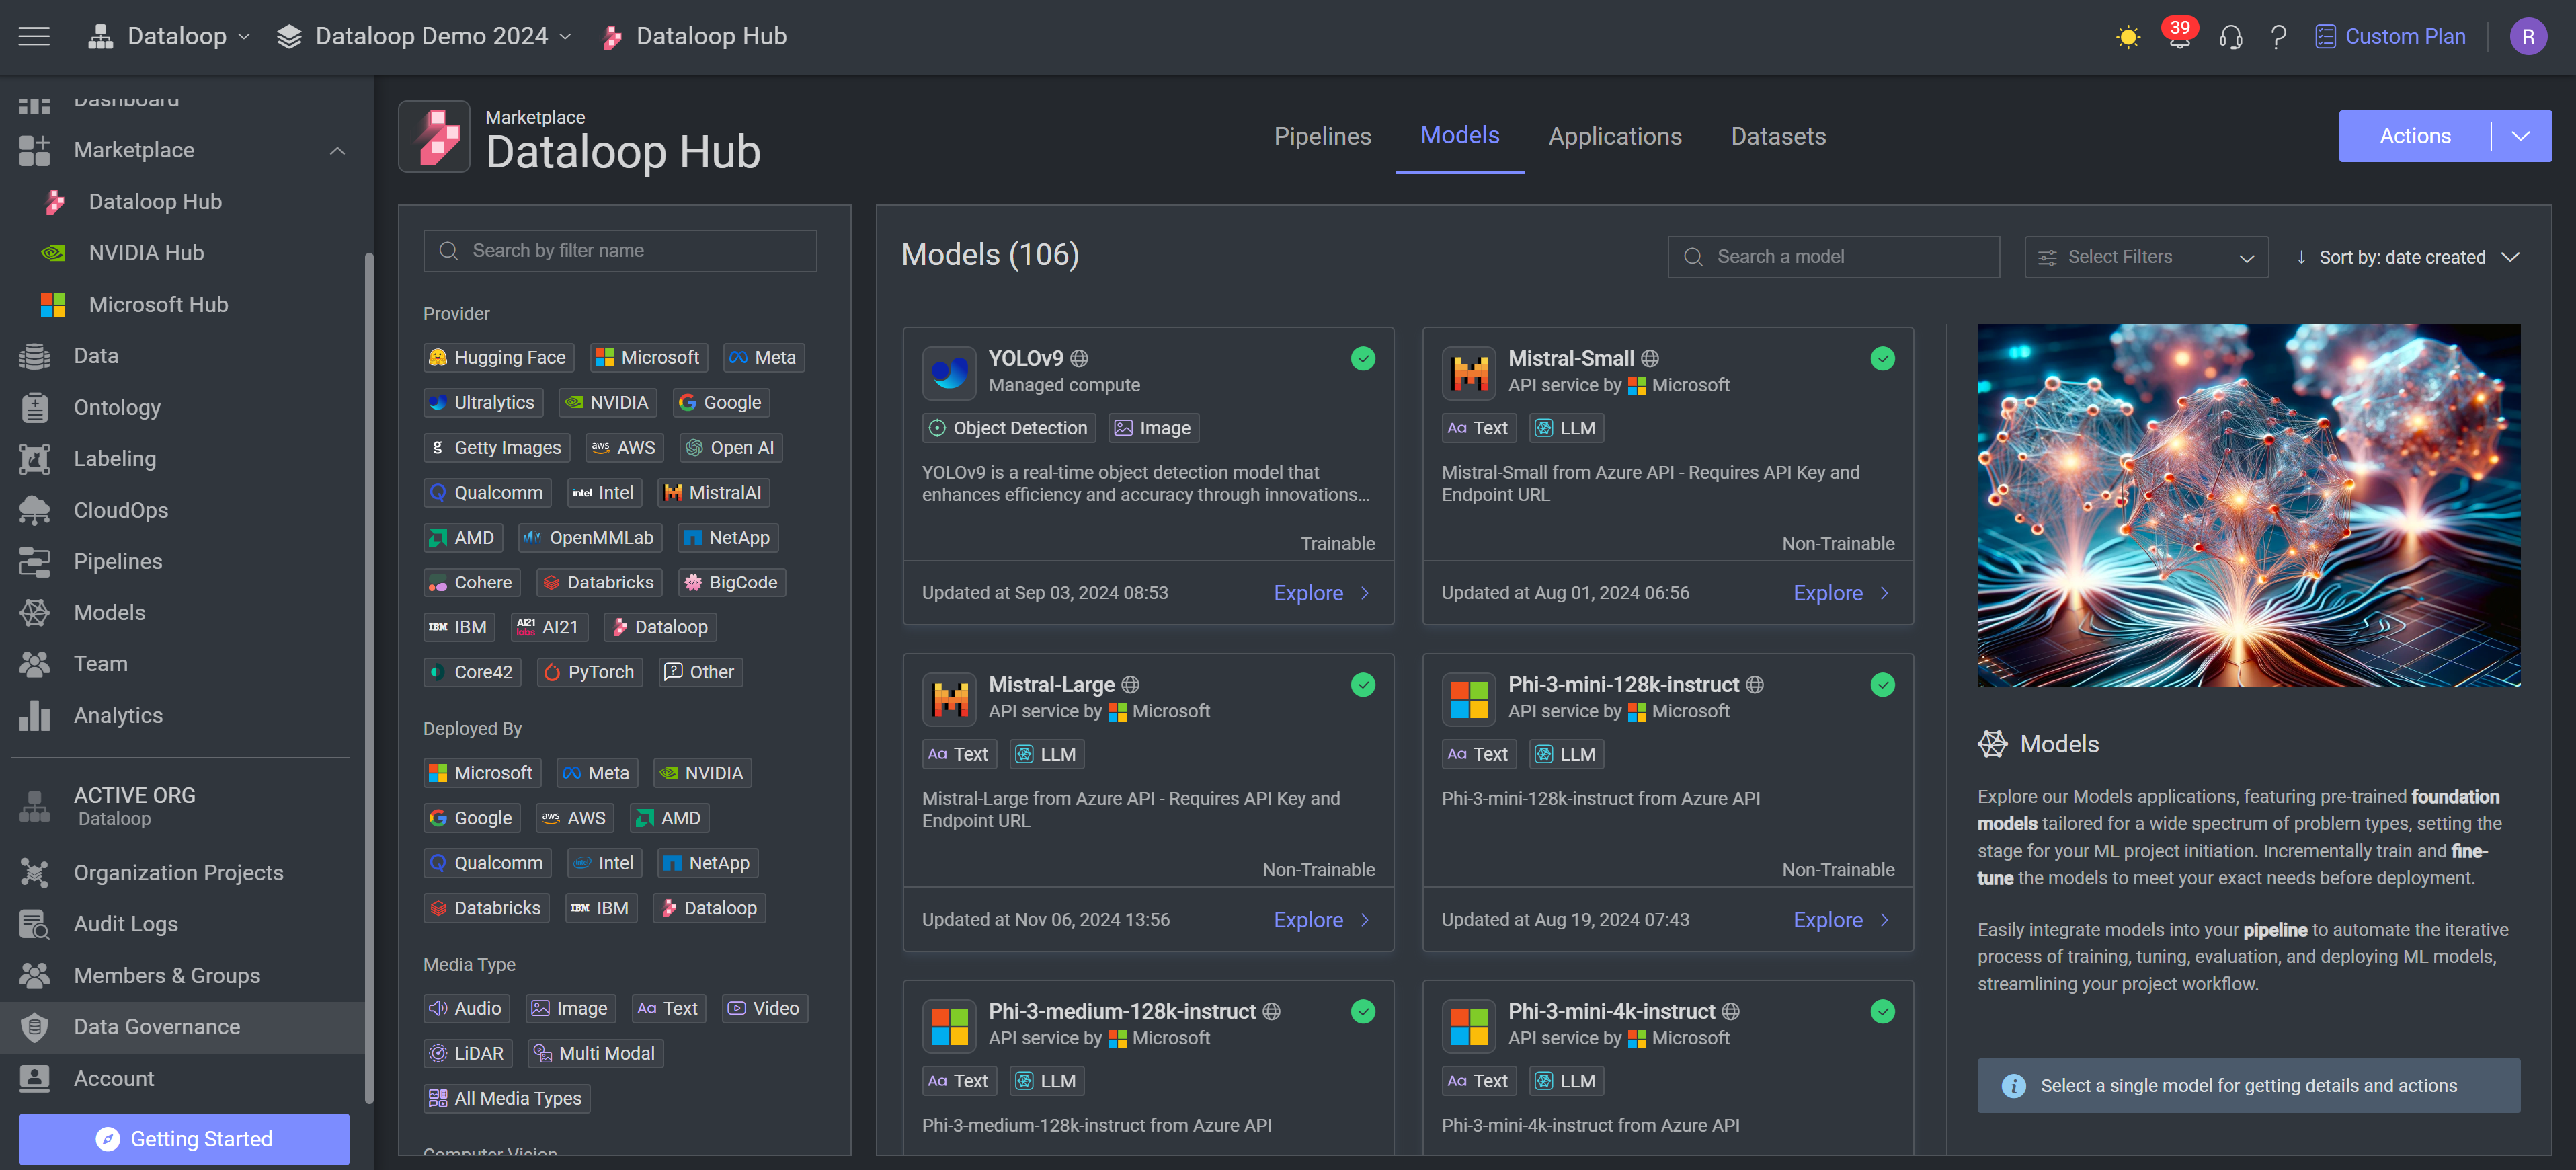 Dataloop
Dataloop Demo 2024
Dataloop Hub
39
Custom Plan
R
Dashboard
Marketplace
Dataloop Hub
NVIDIA Hub
Microsoft Hub
Data
Ontology
Labeling
CloudOps
Pipelines
Models
Team
Analytics
ACTIVE ORG
Dataloop
Organization Projects
Audit Logs
Members & Groups
Data Governance
Account
Getting Started
Marketplace
Dataloop Hub
Pipelines
Models
Applications
Datasets
Actions
Search by filter name
Provider
Hugging Face
Microsoft
Meta
Ultralytics
NVIDIA
Google
g Getty Images
aws AWS
Open AI
Qualcomm
intel Intel
MistralAI
AMD
OpenMMLab
NetApp
Cohere
Databricks
BigCode
IBM IBM
AI21 labs AI21
Dataloop
Core42
PyTorch
Other
Deployed By
Microsoft
Meta
NVIDIA
Google
aws AWS
AMD
Qualcomm
intel Intel
NetApp
Databricks
IBM IBM
Dataloop
Media Type
Audio
Image
Aa Text
Video
LiDAR
Multi Modal
All Media Types
Computer Vision
Models (106)
Search a model
Select Filters
Sort by: date created
YOLOv9
Managed compute
Object Detection
Image
YOLOv9 is a real-time object detection model that
enhances efficiency and accuracy through innovations...
Trainable
Updated at Sep 03, 2024 08:53
Explore
Mistral-Small
API service by Microsoft
Aa Text
LLM
Mistral-Small from Azure API - Requires API Key and
Endpoint URL
Non-Trainable
Updated at Aug 01, 2024 06:56
Explore
Mistral-Large
API service by Microsoft
Aa Text
LLM
Mistral-Large from Azure API - Requires API Key and
Endpoint URL
Non-Trainable
Updated at Nov 06, 2024 13:56
Explore
Phi-3-mini-128k-instruct
API service by Microsoft
Aa Text
LLM
Phi-3-mini-128k-instruct from Azure API
Non-Trainable
Updated at Aug 19, 2024 07:43
Explore
Phi-3-medium-128k-instruct
API service by Microsoft
Aa Text
LLM
Phi-3-medium-128k-instruct from Azure API
Phi-3-mini-4k-instruct
API service by Microsoft
Aa Text
LLM
Phi-3-mini-4k-instruct from Azure API
Models
Explore our Models applications, featuring pre-trained foundation
models tailored for a wide spectrum of problem types, setting the
stage for your ML project initiation. Incrementally train and fine-
tune the models to meet your exact needs before deployment.
Easily integrate models into your pipeline to automate the iterative
process of training, tuning, evaluation, and deploying ML models,
streamlining your project workflow.
Select a single model for getting details and actions